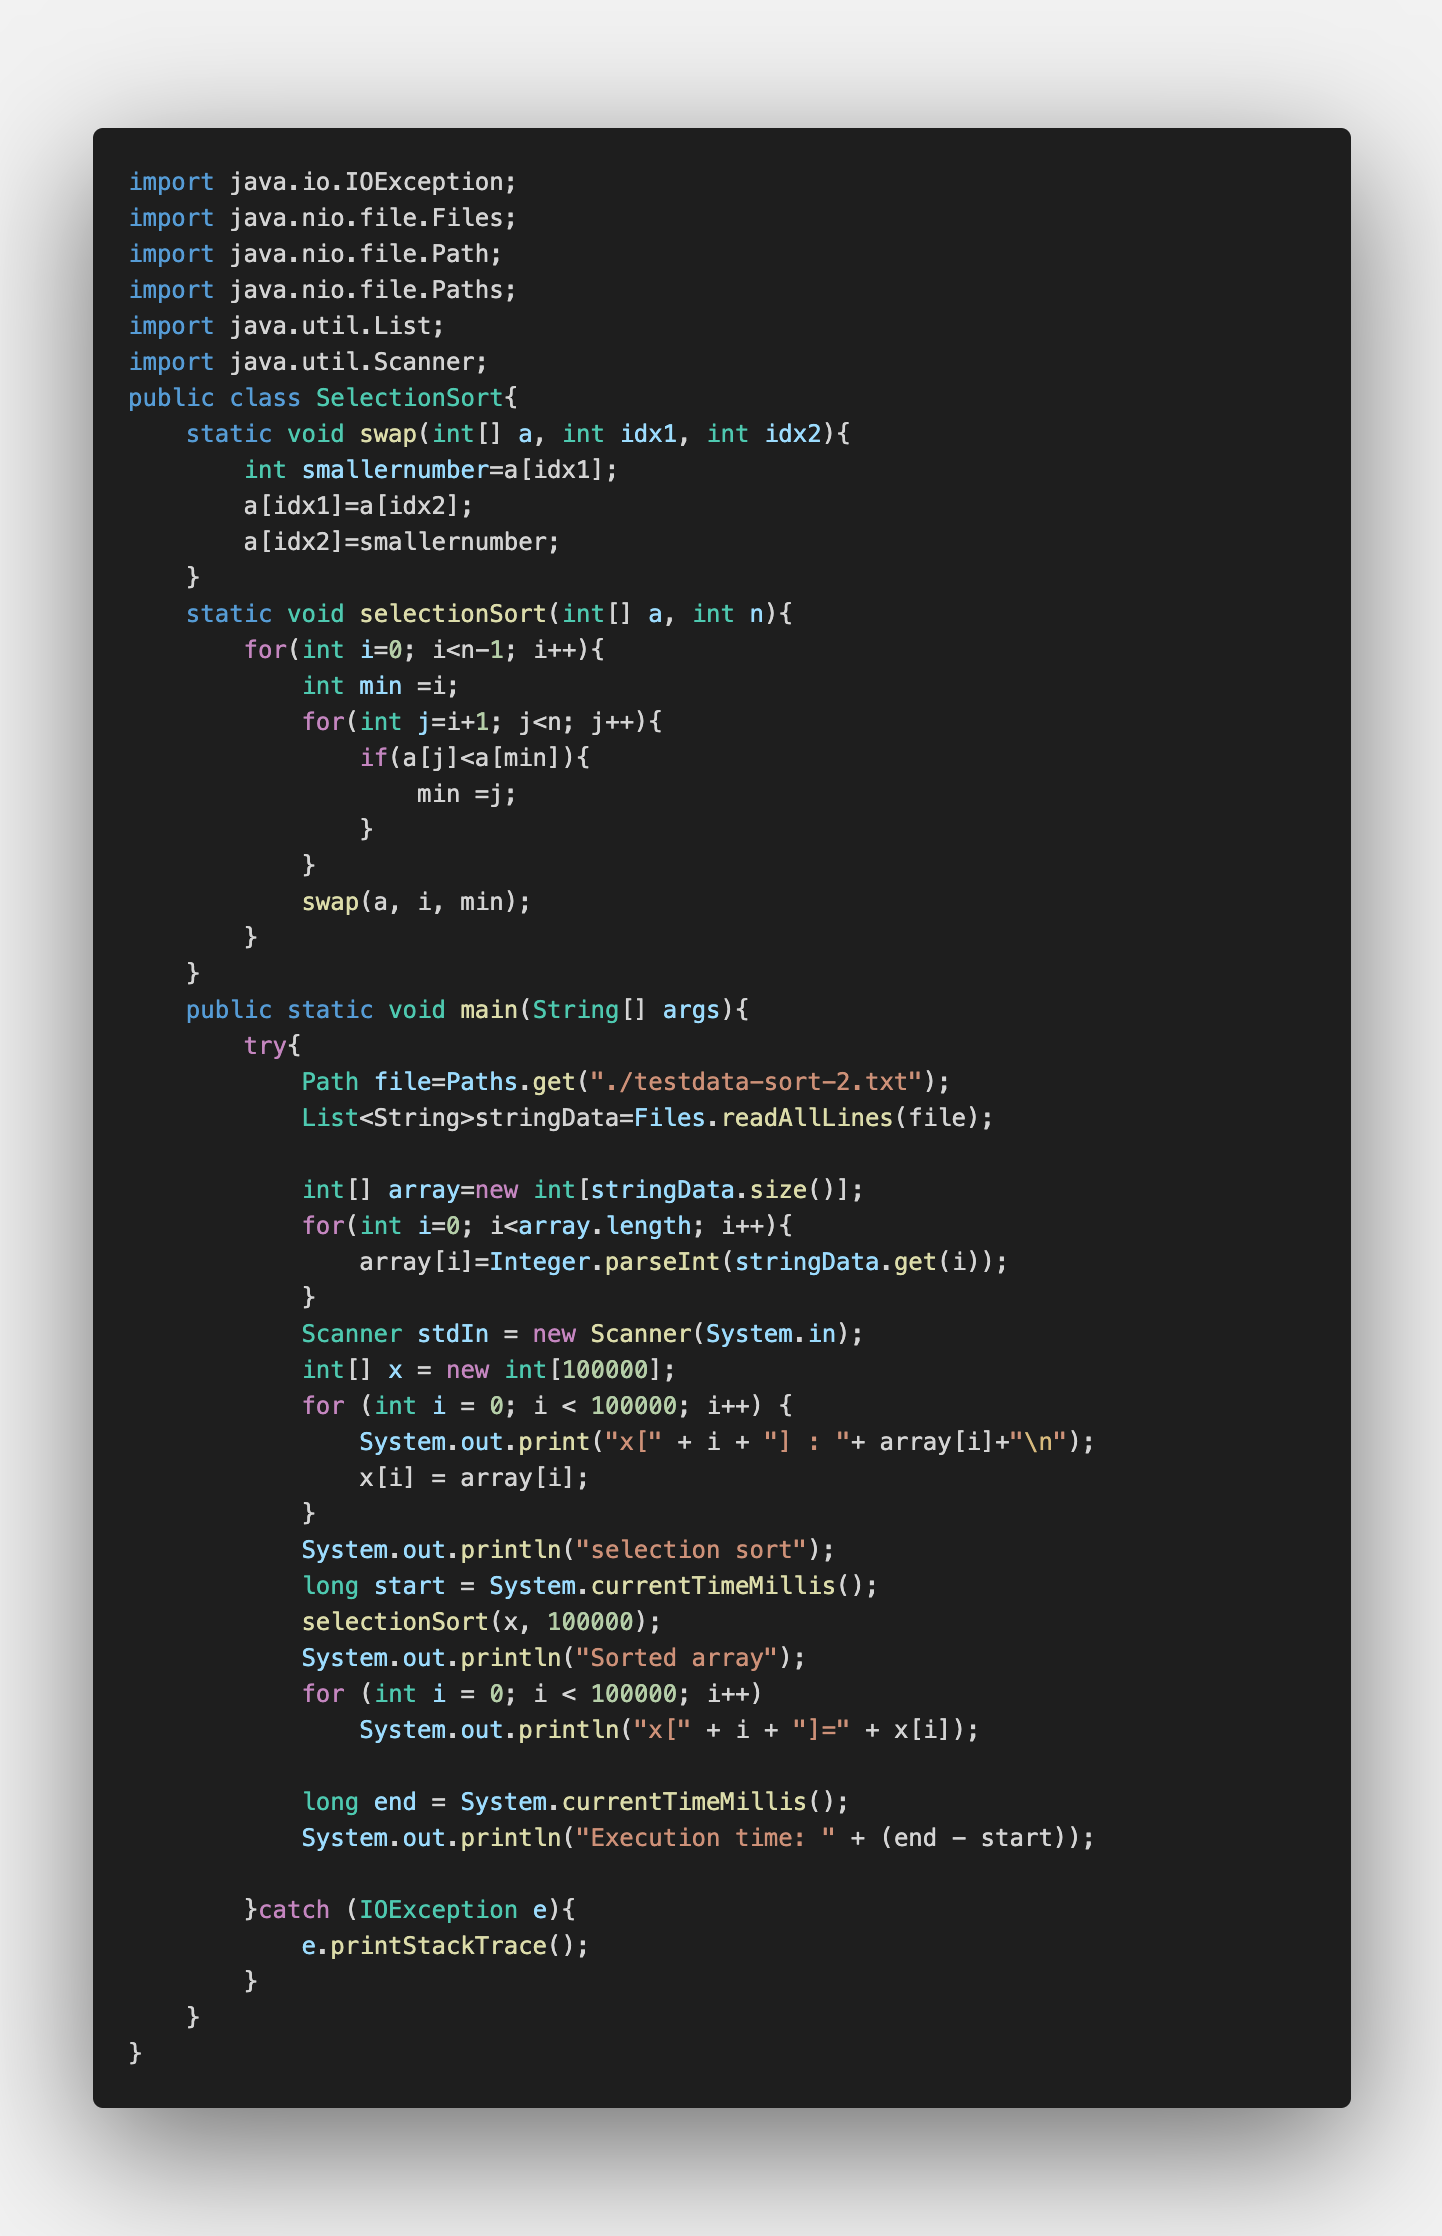 import java.io.IOException;
import java.nio.file.Files;
import java.nio.file.Path;
import java.nio.file.Paths;
import java.util.List;
import java.util.Scanner;
public class SelectionSort{
    static void swap(int[] a, int idx1, int idx2){
        int smallernumber=a[idx1];
        a[idx1]=a[idx2];
        a[idx2]=smallernumber;
    }
    static void selectionSort(int[] a, int n){
        for(int i=0; i<n-1; i++){
            int min =i;
            for(int j=i+1; j<n; j++){
                if(a[j]<a[min]){
                    min =j;
                }
            }
            swap(a, i, min);
        }
    }
    public static void main(String[] args){
        try{
            Path file=Paths.get("./testdata-sort-2.txt");
            List<String>stringData=Files.readAllLines(file);

            int[] array=new int[stringData.size()];
            for(int i=0; i<array.length; i++){
                array[i]=Integer.parseInt(stringData.get(i));
            }
            Scanner stdIn = new Scanner(System.in);
            int[] x = new int[100000];
            for (int i = 0; i < 100000; i++) {
                System.out.print("x[" + i + "] : "+ array[i]+"\n");
                x[i] = array[i];
            }
            System.out.println("selection sort");
            long start = System.currentTimeMillis();
            selectionSort(x, 100000);
            System.out.println("Sorted array");
            for (int i = 0; i < 100000; i++)
                System.out.println("x[" + i + "]=" + x[i]);

            long end = System.currentTimeMillis();
            System.out.println("Execution time: " + (end - start));

        }catch (IOException e){
            e.printStackTrace();
        }
    }
}